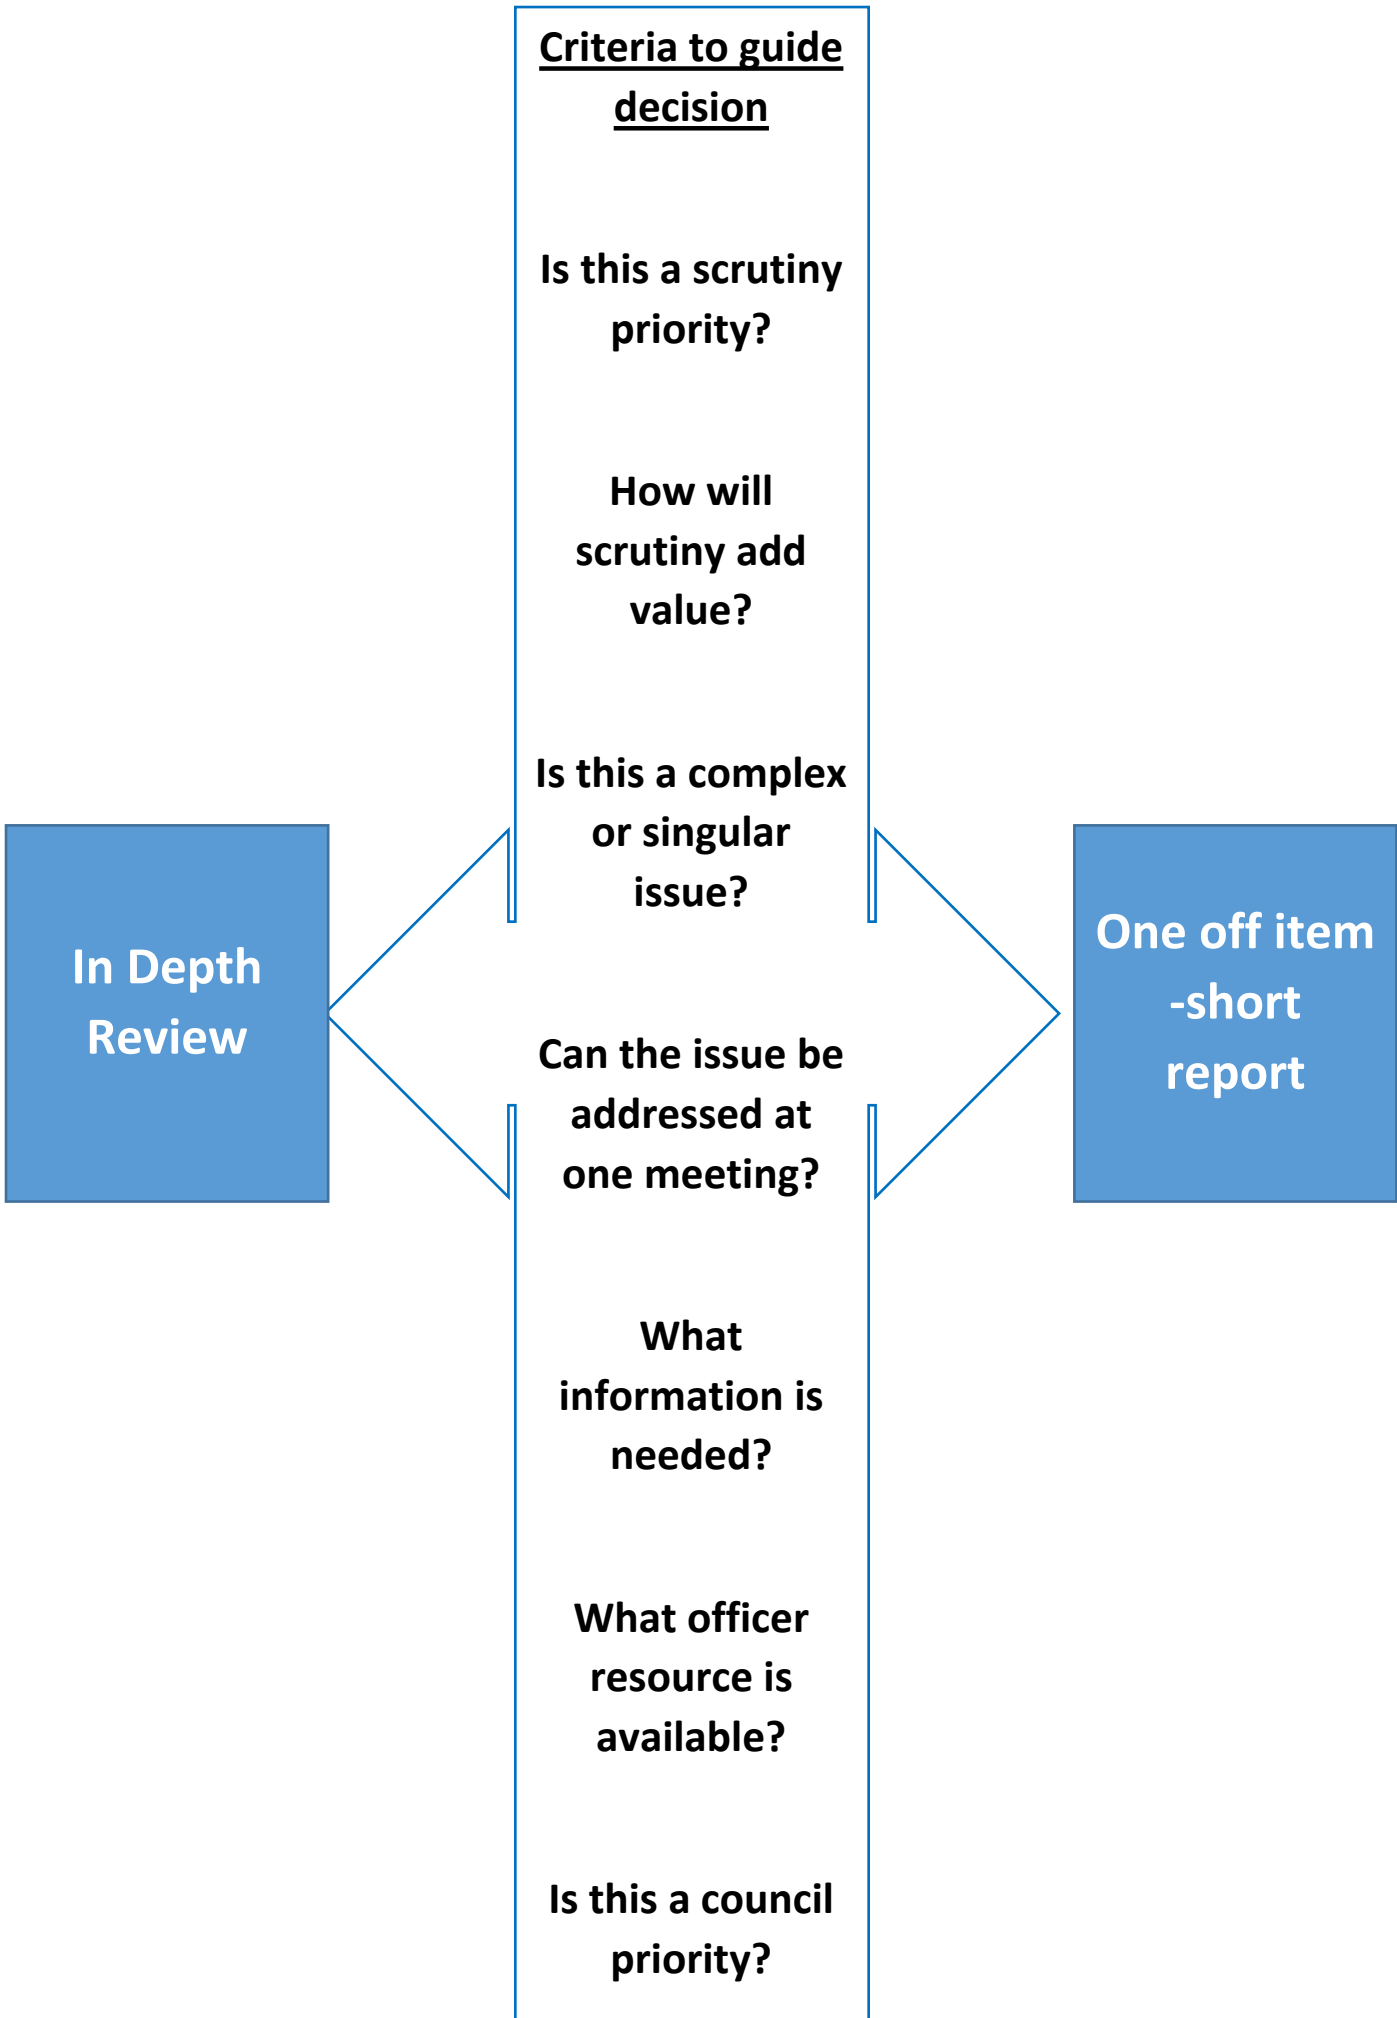 Criteria to guide
decision
Is this a scrutiny
priority?
How will
scrutiny add
value?
Is this a complex
or singular
issue?
In Depth
Review
One off item
-short
report
Can the issue be
addressed at
one meeting?
What
information is
needed?
What officer
resource is
available?
Is this a council
priority?